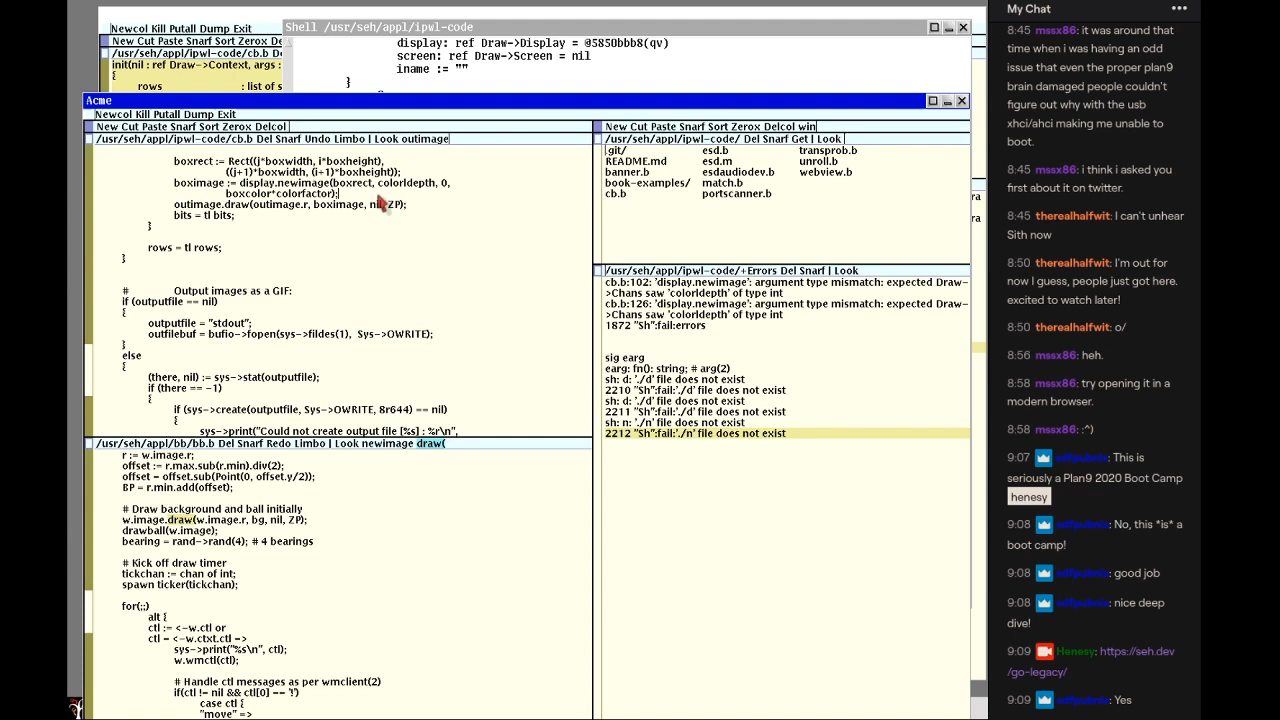 Newcol Kill Putall Dump Exit
New Cut Paste Snarf Sort Zerox De
/usr/seh/appl/ipwl-code/cb.b D
init(nil : ref Draw->Context, args :
{
rows : list of s
Shell /usr/seh/appl/ipwl-code
display: ref Draw->Display = @5850bbb8(qv)
screen: ref Draw->Screen = nil
iname := ""
}
Acme
Newcol Kill Putall Dump Exit
New Cut Paste Snarf Sort Zerox Delcol
/usr/seh/appl/ipwl-code/cb.b Del Snarf Undo Limbo | Look outimage
boxrect := Rect((j*boxwidth, i*boxheight),
((j+1)*boxwidth, (i+1)*boxheight));
boximage := display.newimage(boxrect, colorldepth, 0,
boxcolor*colorfactor);
outimage.draw(outimage.r, boximage, nil, ZP);
bits = tl bits;
}
rows = tl rows;
}
# Output images as a GIF:
if (outputfile == nil)
{
outputfile = "stdout";
outfilebuf = bufio->fopen(sys->fildes(1), Sys->OWRITE);
}
else
{
(there, nil) := sys->stat(outputfile);
if (there == -1)
{
if (sys->create(outputfile, Sys->OWRITE, 8r644) == nil)
{
sys->print("Could not create output file [%s] : %r\n",
/usr/seh/appl/bb/bb.b Del Snarf Redo Limbo | Look newimage draw(
r := w.image.r;
offset := r.max.sub(r.min).div(2);
offset = offset.sub(Point(0, offset.y/2));
BP = r.min.add(offset);
# Draw background and ball initially
w.image.draw(w.image.r, bg, nil, ZP);
drawball(w.image);
bearing = rand->rand(4); # 4 bearings
# Kick off draw timer
tickchan := chan of int;
spawn ticker(tickchan);
for(;;)
alt {
ctl := <-w.ctl or
ctl = <-w.ctxt.ctl =>
sys->print("%s\n", ctl);
w.wmctl(ctl);
# Handle ctl messages as per wmclient(2)
if(ctl != nil && ctl[0] == '!')
case ctl {
"move" =>
New Cut Paste Snarf Sort Zerox Delcol win
/usr/seh/appl/ipwl-code/ Del Snarf Get | Look
.git/ esd.b transprob.b
README.md esd.m unroll.b
banner.b esdaudiodev.b webview.b
book-examples/ match.b
cb.b portscanner.b
/usr/seh/appl/ipwl-code/+Errors Del Snarf | Look
cb.b:102: 'display.newimage': argument type mismatch: expected Draw-
>Chans saw 'colorldepth' of type int
cb.b:126: 'display.newimage': argument type mismatch: expected Draw-
>Chans saw 'colorldepth' of type int
1872 "Sh":fail:errors
sig earg
earg: fn(): string; # arg(2)
sh: d: './d' file does not exist
2210 "Sh":fail:'./d' file does not exist
sh: d: './d' file does not exist
2211 "Sh":fail:'./d' file does not exist
sh: n: './n' file does not exist
2212 "Sh":fail:'./n' file does not exist
ra
ra
My Chat
8:45 mssx86: it was around that
time when i was having an odd
issue that even the proper plan9
brain damaged people couldn't
figure out why with the usb
xhci/ahci making me unable to
boot.
8:45 mssx86: i think i asked you
first about it on twitter.
8:45 therealhalfwit: I can't unhear
Sith now
8:50 therealhalfwit: I'm out for
now I guess, people just got here.
excited to watch later!
8:50 therealhalfwit: o/
8:56 mssx86: heh.
8:58 mssx86: try opening it in a
modern browser.
8:58 mssx86: :^)
9:07 sdfpubnix: This is
seriously a Plan9 2020 Boot Camp
henesy
9:08 sdfpubnix: No, this *is* a
boot camp!
9:08 sdfpubnix: good job
9:08 sdfpubnix: nice deep
dive!
9:09 Henesy: https://seh.dev
/go-legacy/
9:09 sdfpubnix: Yes